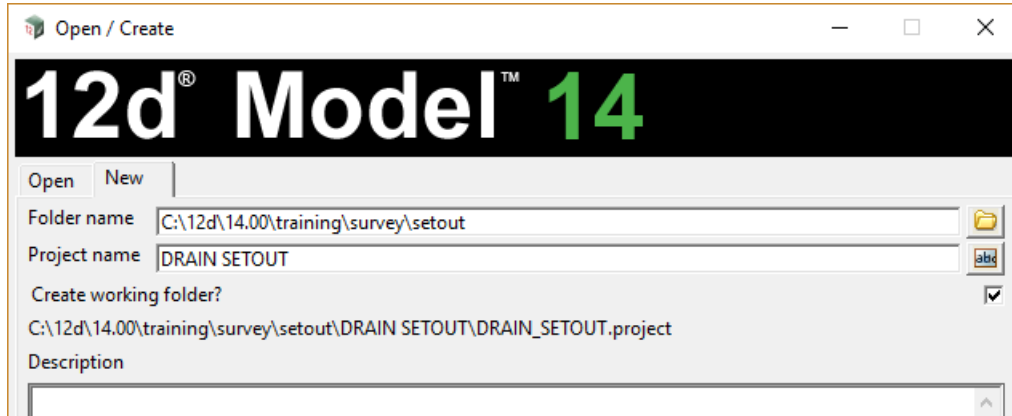 Open / Create
12d® Model™ 14
Open New
Folder name C:\12d\14.00\training\survey\setout
Project name DRAIN SETOUT abc
Create working folder?
C:\12d\14.00\training\survey\setout\DRAIN SETOUT\DRAIN_SETOUT.project
Description